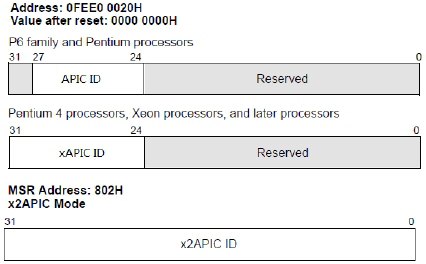 Address: 0FEE0 0020H
Value after reset: 0000 0000H
P6 family and Pentium processors
31 27 24 0
APIC ID Reserved
Pentium 4 processors, Xeon processors, and later processors
31 24 0
xAPIC ID Reserved
MSR Address: 802H
x2APIC Mode
31 0
x2APIC ID